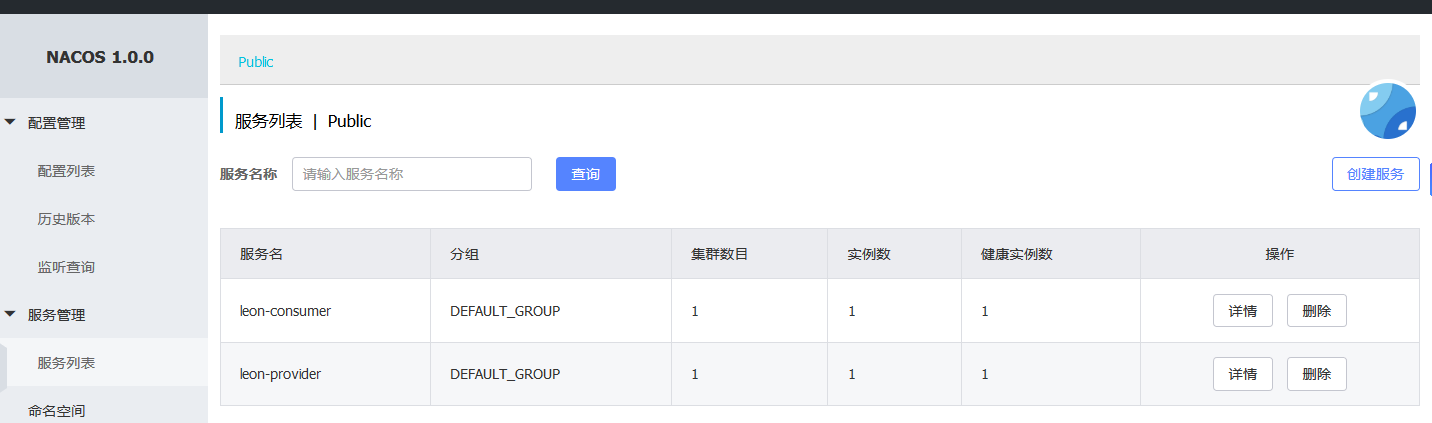 NACOS 1.0.0
配置管理
配置列表
历史版本
监听查询
服务管理
服务列表
命名空间
Public
服务列表 | Public
服务名称 请输入服务名称 查询 创建服务
服务名 分组 集群数目 实例数 健康实例数 操作
leon-consumer DEFAULT_GROUP 1 1 1 详情 删除
leon-provider DEFAULT_GROUP 1 1 1 详情 删除